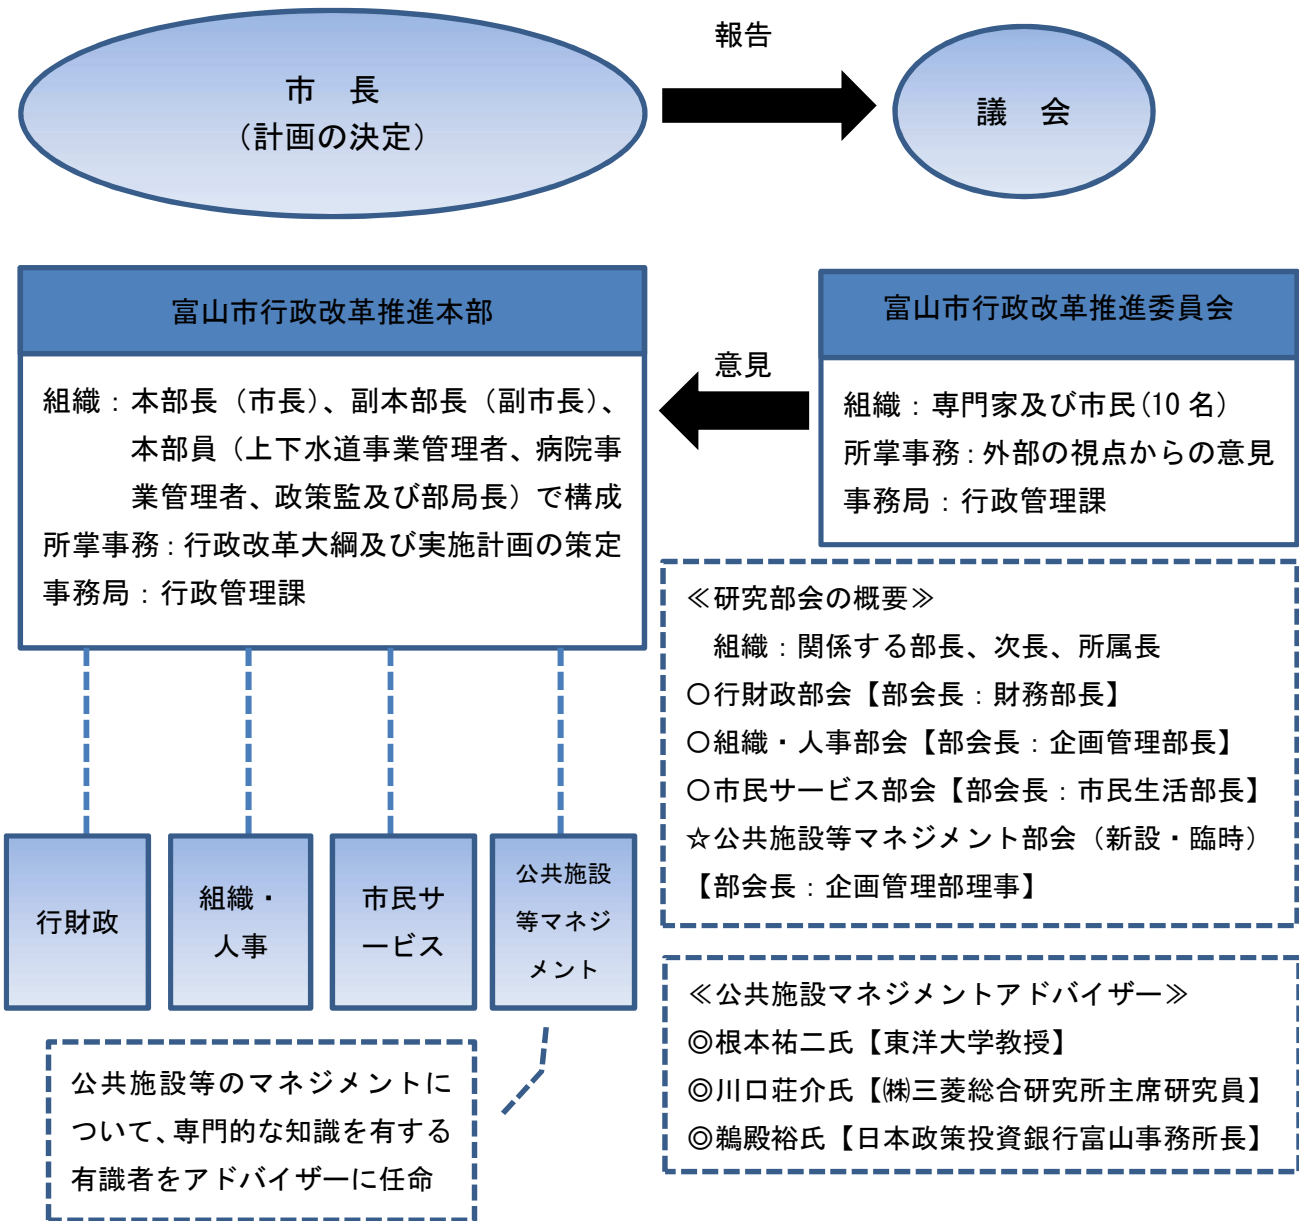 市　長
（計画の決定）
報告
議　会
富山市行政改革推進本部
組織：本部長（市長）、副本部長（副市長）、
本部員（上下水道事業管理者、病院事
業管理者、政策監及び部局長）で構成
所掌事務：行政改革大綱及び実施計画の策定
事務局：行政管理課
意見
富山市行政改革推進委員会
組織：専門家及び市民(10 名)
所掌事務：外部の視点からの意見
事務局：行政管理課
≪研究部会の概要≫
組織：関係する部長、次長、所属長
○行財政部会【部会長：財務部長】
○組織・人事部会【部会長：企画管理部長】
○市民サービス部会【部会長：市民生活部長】
☆公共施設等マネジメント部会（新設・臨時）
【部会長：企画管理部理事】
行財政
組織・
人事
市民サ
ービス
公共施設
等マネジ
メント
公共施設等のマネジメントに
ついて、専門的な知識を有する
有識者をアドバイザーに任命
≪公共施設マネジメントアドバイザー≫
◎根本祐二氏【東洋大学教授】
◎川口荘介氏【㈱三菱総合研究所主席研究員】
◎鵜殿裕氏【日本政策投資銀行富山事務所長】